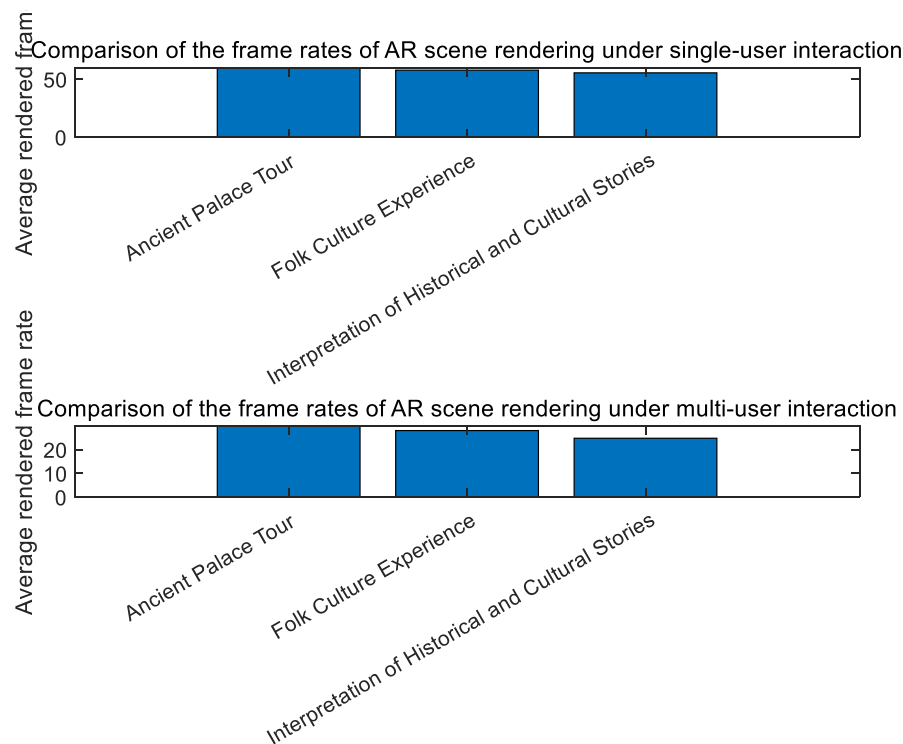 Comparison of the frame rates of AR scene rendering under single-user interaction
Average rendered fram
50
0
Ancient Palace Tour
Folk Culture Experience
Interpretation of Historical and Cultural Stories
Comparison of the frame rates of AR scene rendering under multi-user interaction
Average rendered frame rate
20
10
0
Ancient Palace Tour
Folk Culture Experience
Interpretation of Historical and Cultural Stories